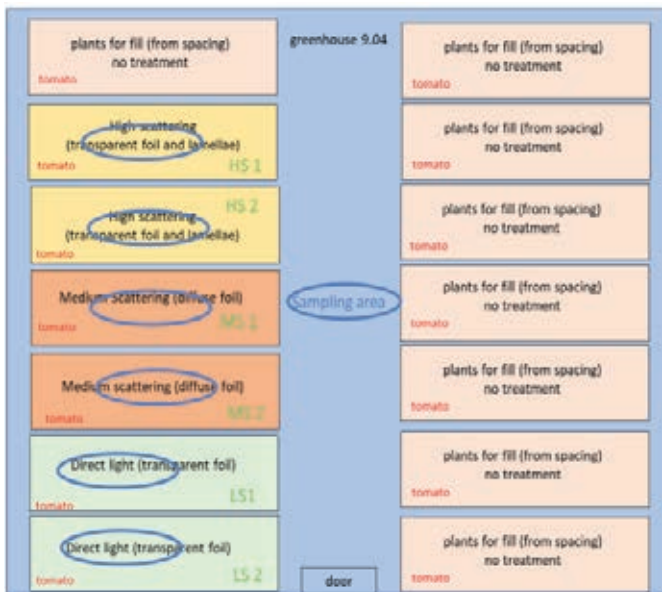 plants for fill (from spacing)
no treatment
tomato
High scattering
(transparent foil and lamellae)
tomato
HS 1
HS 2
High scattering
(transparent foil and lamellae)
tomato
Medium Scattering (diffuse foil)
tomato
MS 1
Medium scattering (diffuse foil)
tomato
MS 2
Direct light (transparent foil)
LS1
tomato
Direct light (transparent foil)
LS 2
tomato
greenhouse 9.04
Sampling area
door
plants for fill (from spacing)
no treatment
tomato
plants for fill (from spacing)
no treatment
tomato
plants for fill (from spacing)
no treatment
tomato
plants for fill (from spacing)
no treatment
tomato
plants for fill (from spacing)
no treatment
tomato
plants for fill (from spacing)
no treatment
tomato
plants for fill (from spacing)
no treatment
tomato